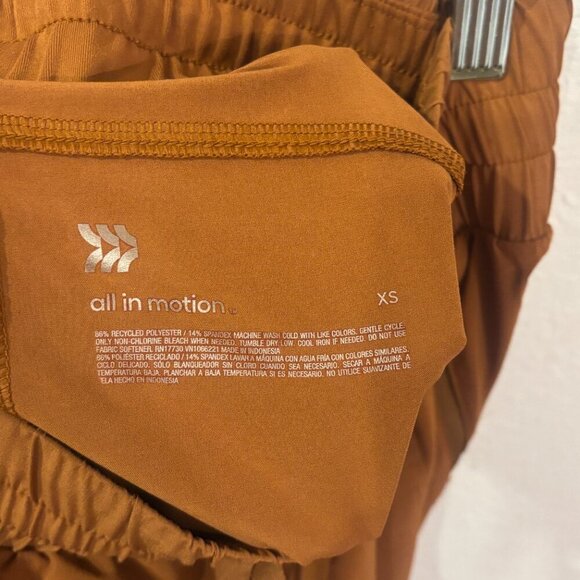 all in motion™
XS
86% RECYCLED POLYESTER / 14% SPANDEX MACHINE WASH COLD WITH LIKE COLORS. GENTLE CYCLE.
ONLY NON-CHLORINE BLEACH WHEN NEEDED. TUMBLE DRY, LOW. COOL IRON IF NEEDED. DO NOT USE
FABRIC SOFTENER. RN17730 VN1096221 MADE IN INDONESIA
86% POLIÉSTER RECICLADO / 14% SPANDEX LAVAR A MÁQUINA CON AGUA FRÍA CON COLORES SIMILARES.
CICLO DELICADO. SÓLO BLANQUEADOR SIN CLORO CUANDO SEA NECESARIO. SECAR A MÁQUINA A
TEMPERATURA BAJA. PLANCHAR A BAJA TEMPERATURA SI ES NECESARIO. NO UTILICE SUAVIZANTE DE
TELA HECHO EN INDONESIA